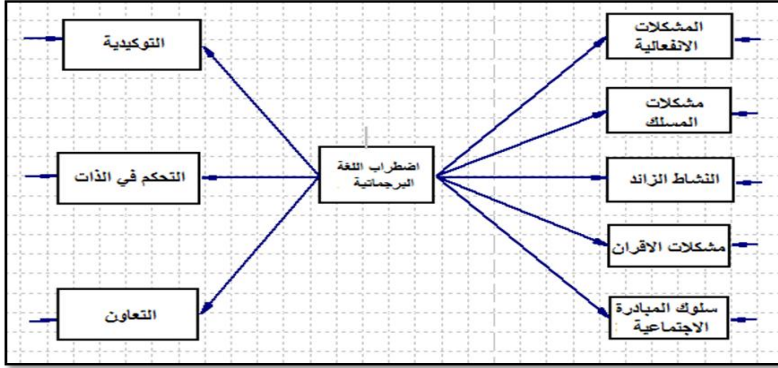 المشكلات
الانفعالية
مشكلات
المسلك
النشاط الزائد
مشكلات الاقران
سلوك المبادرة
الاجتماعية
اضطراب اللغة
البرجماتية
التوكيدية
التحكم في الذات
التعاون